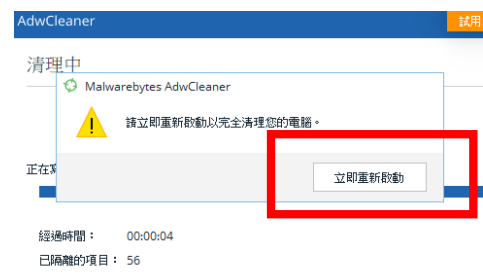 AdwCleaner
試用
清理中
Malwarebytes AdwCleaner
請立即重新啟動以完全清理您的電腦。
立即重新啟動
正在
經過時間： 00:00:04
已隔離的項目： 56